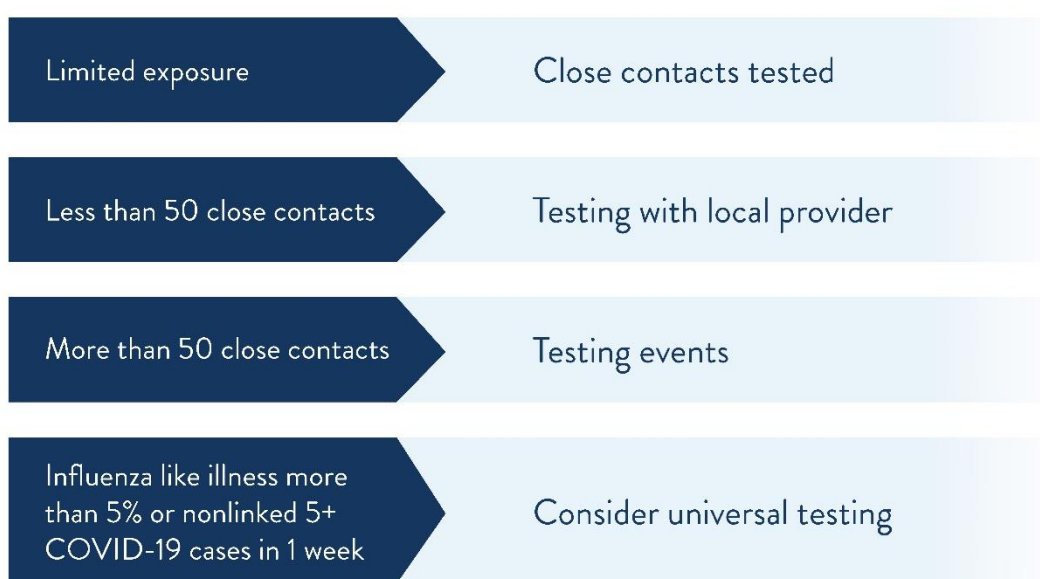 Limited exposure
Close contacts tested
Less than 50 close contacts
Testing with local provider
More than 50 close contacts
Testing events
Influenza like illness more
than 5% or nonlinked 5+
COVID-19 cases in 1 week
Consider universal testing